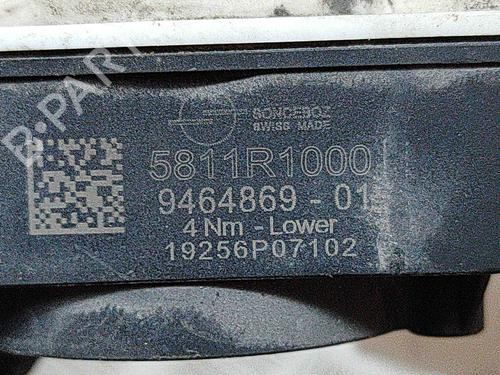 SONCEBOZ
SWISS MADE
5811R1000
9464869 - 01
4 Nm - Lower
19256P07102
B-PARTS